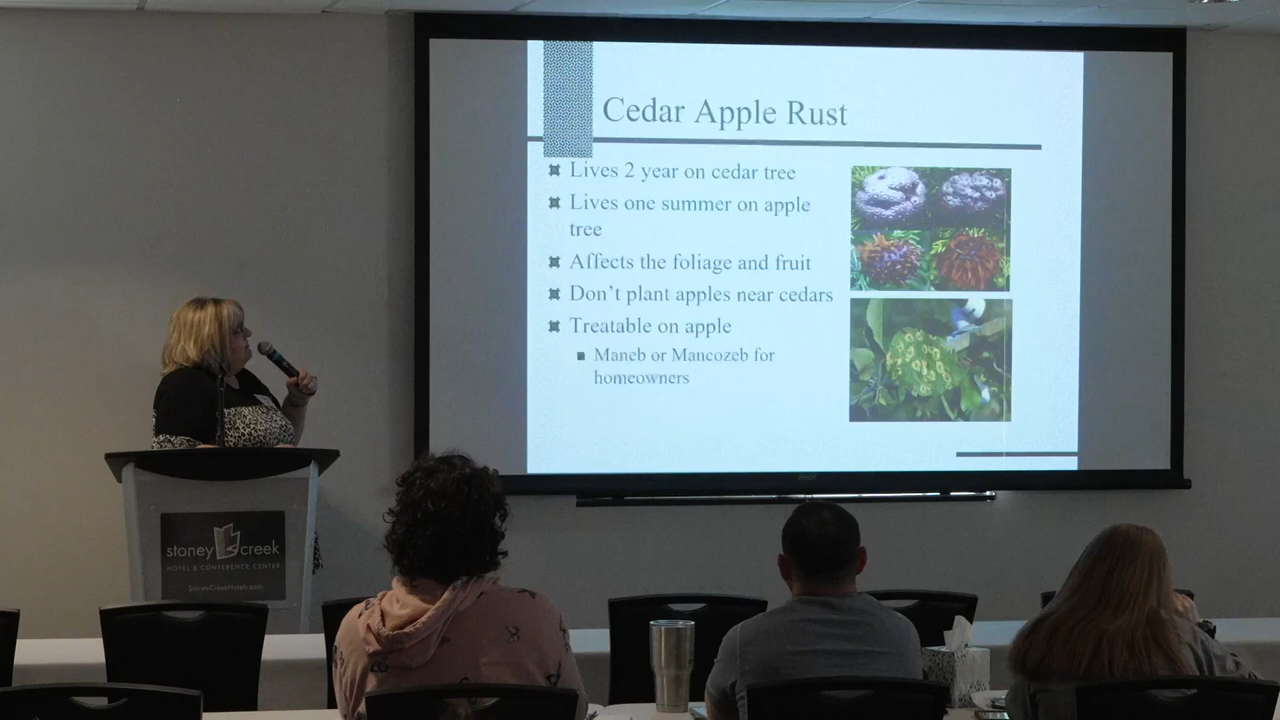 Cedar Apple Rust
Lives 2 year on cedar tree
Lives one summer on apple
tree
Affects the foliage and fruit
Don't plant apples near cedars
Treatable on apple
Maneb or Mancozeb for
homeowners
stoney creek
HOTEL & CONFERENCE CENTER
StoneyCreekHotels.com